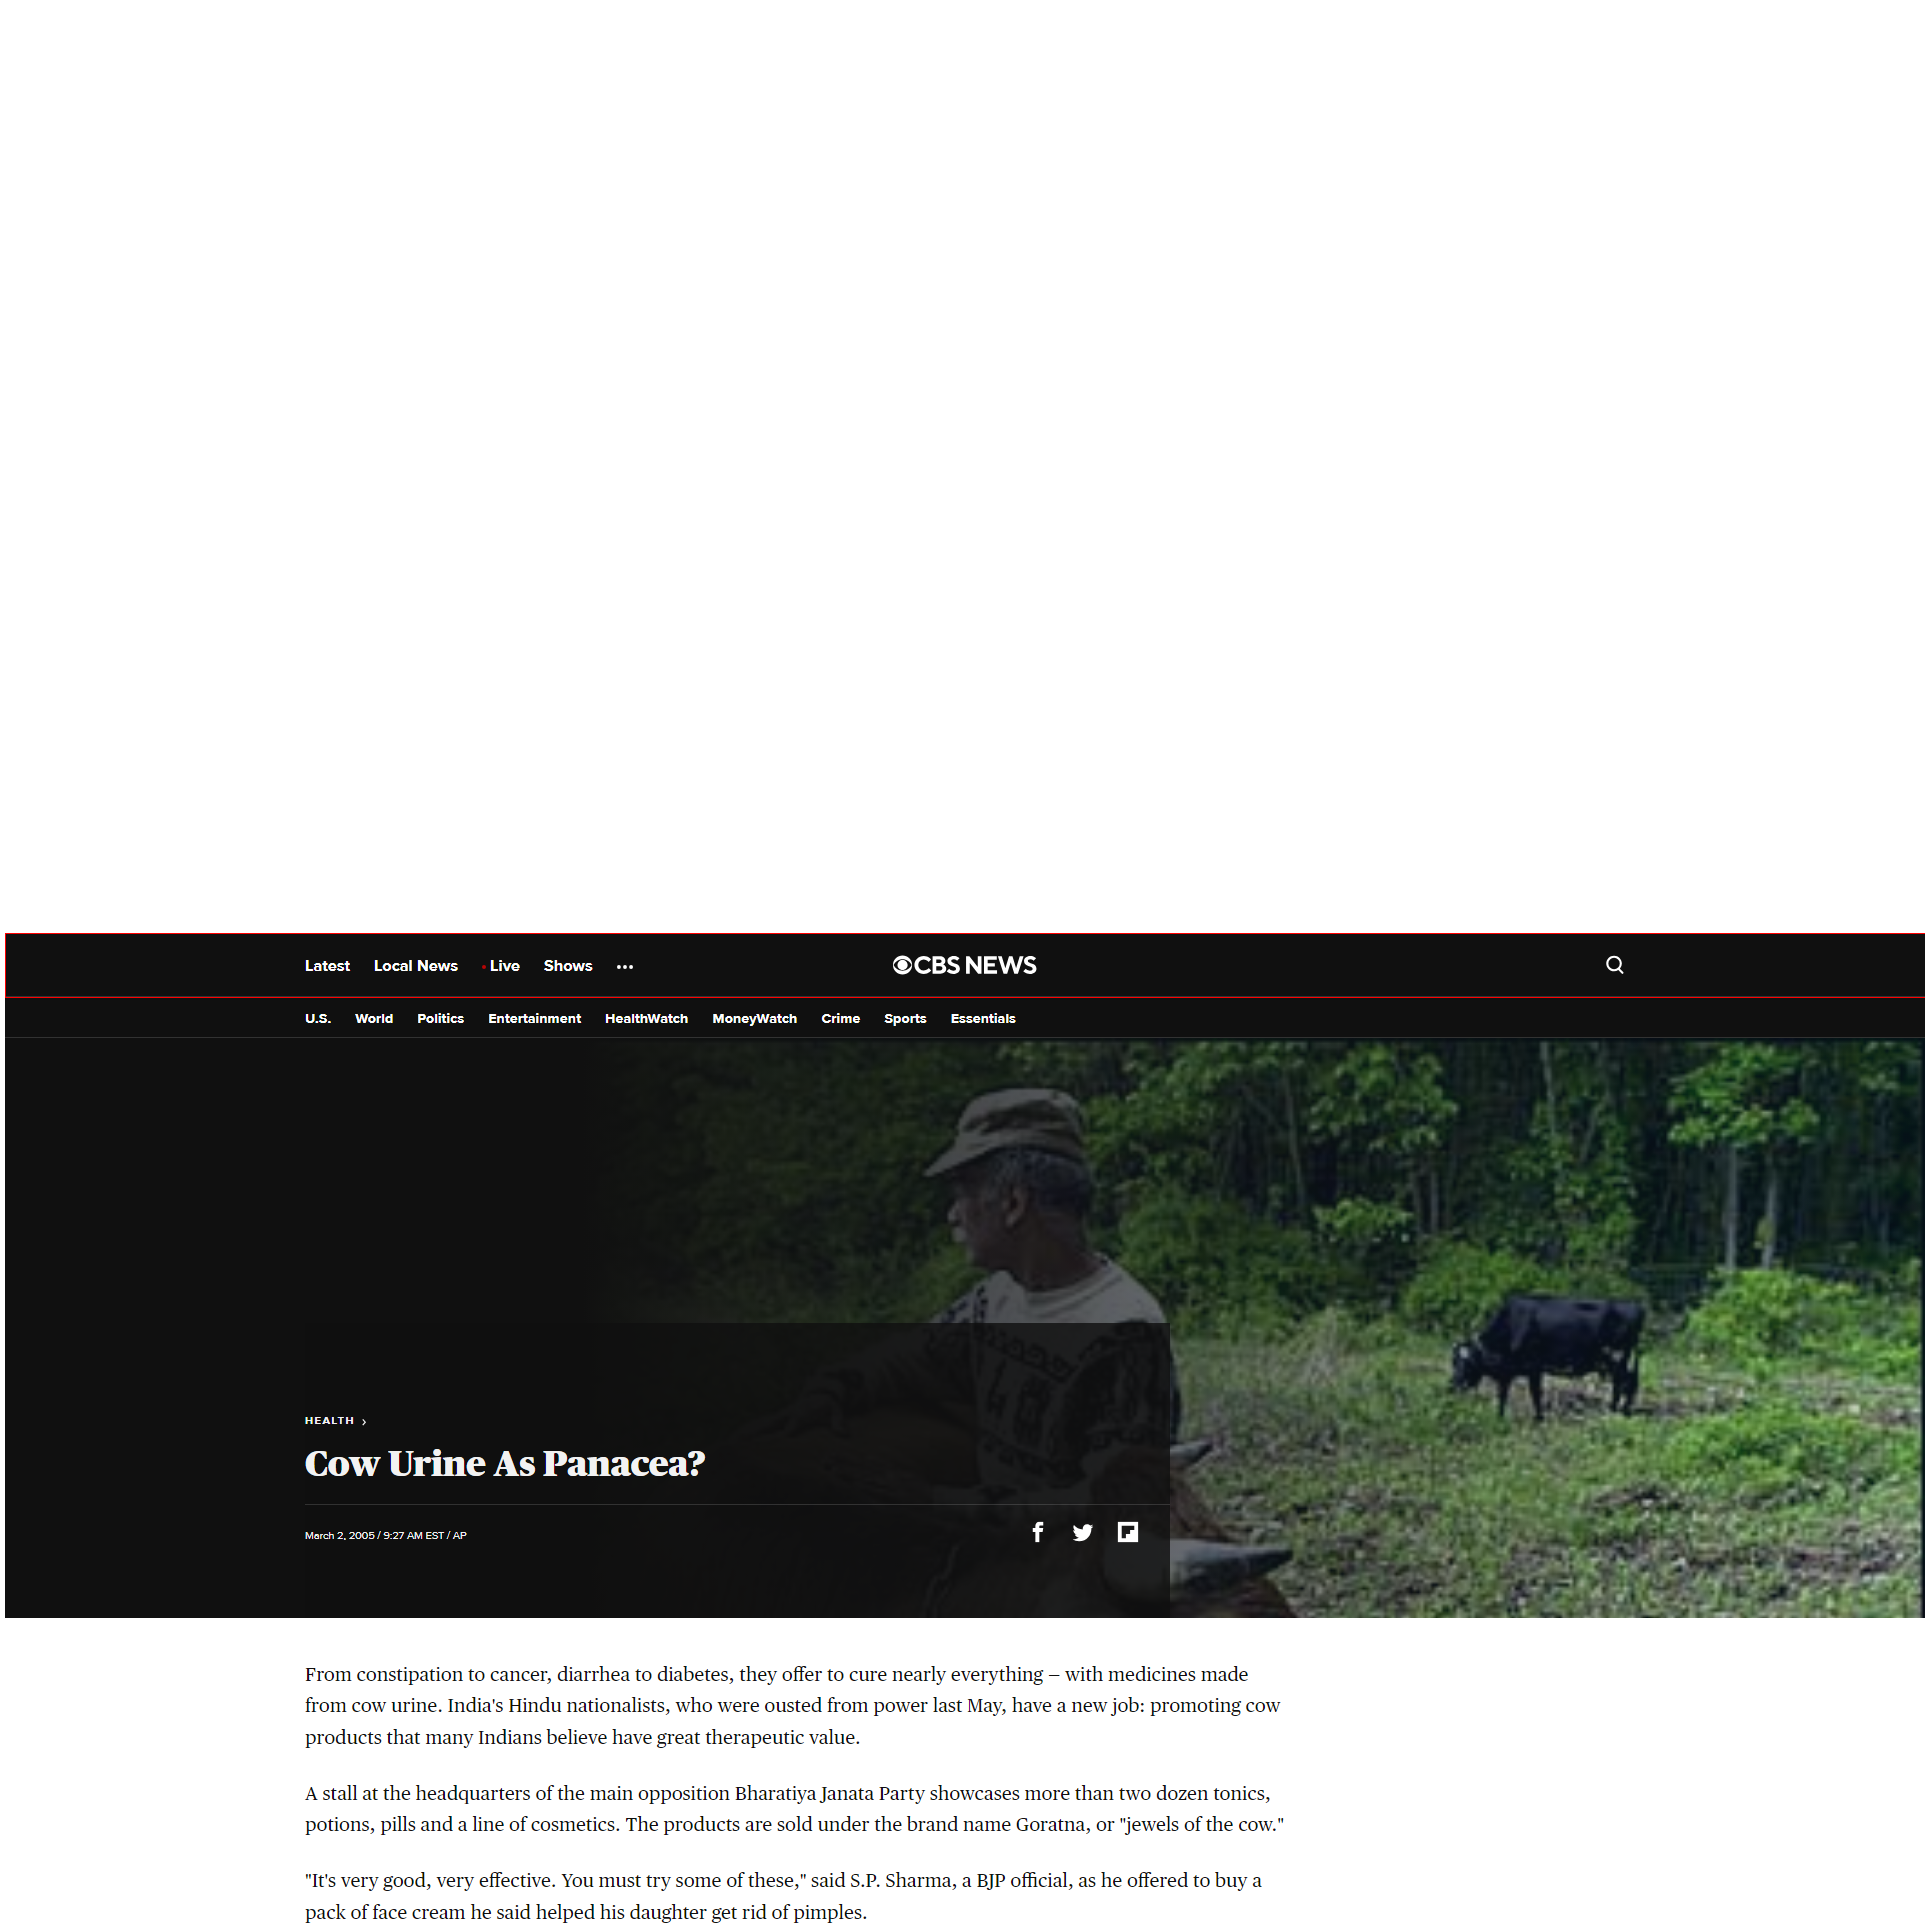 Latest Local News Live Shows
CBS NEWS
U.S. World Politics Entertainment HealthWatch MoneyWatch Crime Sports Essentials
HEALTH ›
Cow Urine As Panacea?
March 2, 2005 / 9:27 AM EST / AP
From constipation to cancer, diarrhea to diabetes, they offer to cure nearly everything – with medicines made
from cow urine. India's Hindu nationalists, who were ousted from power last May, have a new job: promoting cow
products that many Indians believe have great therapeutic value.
A stall at the headquarters of the main opposition Bharatiya Janata Party showcases more than two dozen tonics,
potions, pills and a line of cosmetics. The products are sold under the brand name Goratna, or "jewels of the cow."
"It's very good, very effective. You must try some of these," said S.P. Sharma, a BJP official, as he offered to buy a
pack of face cream he said helped his daughter get rid of pimples.